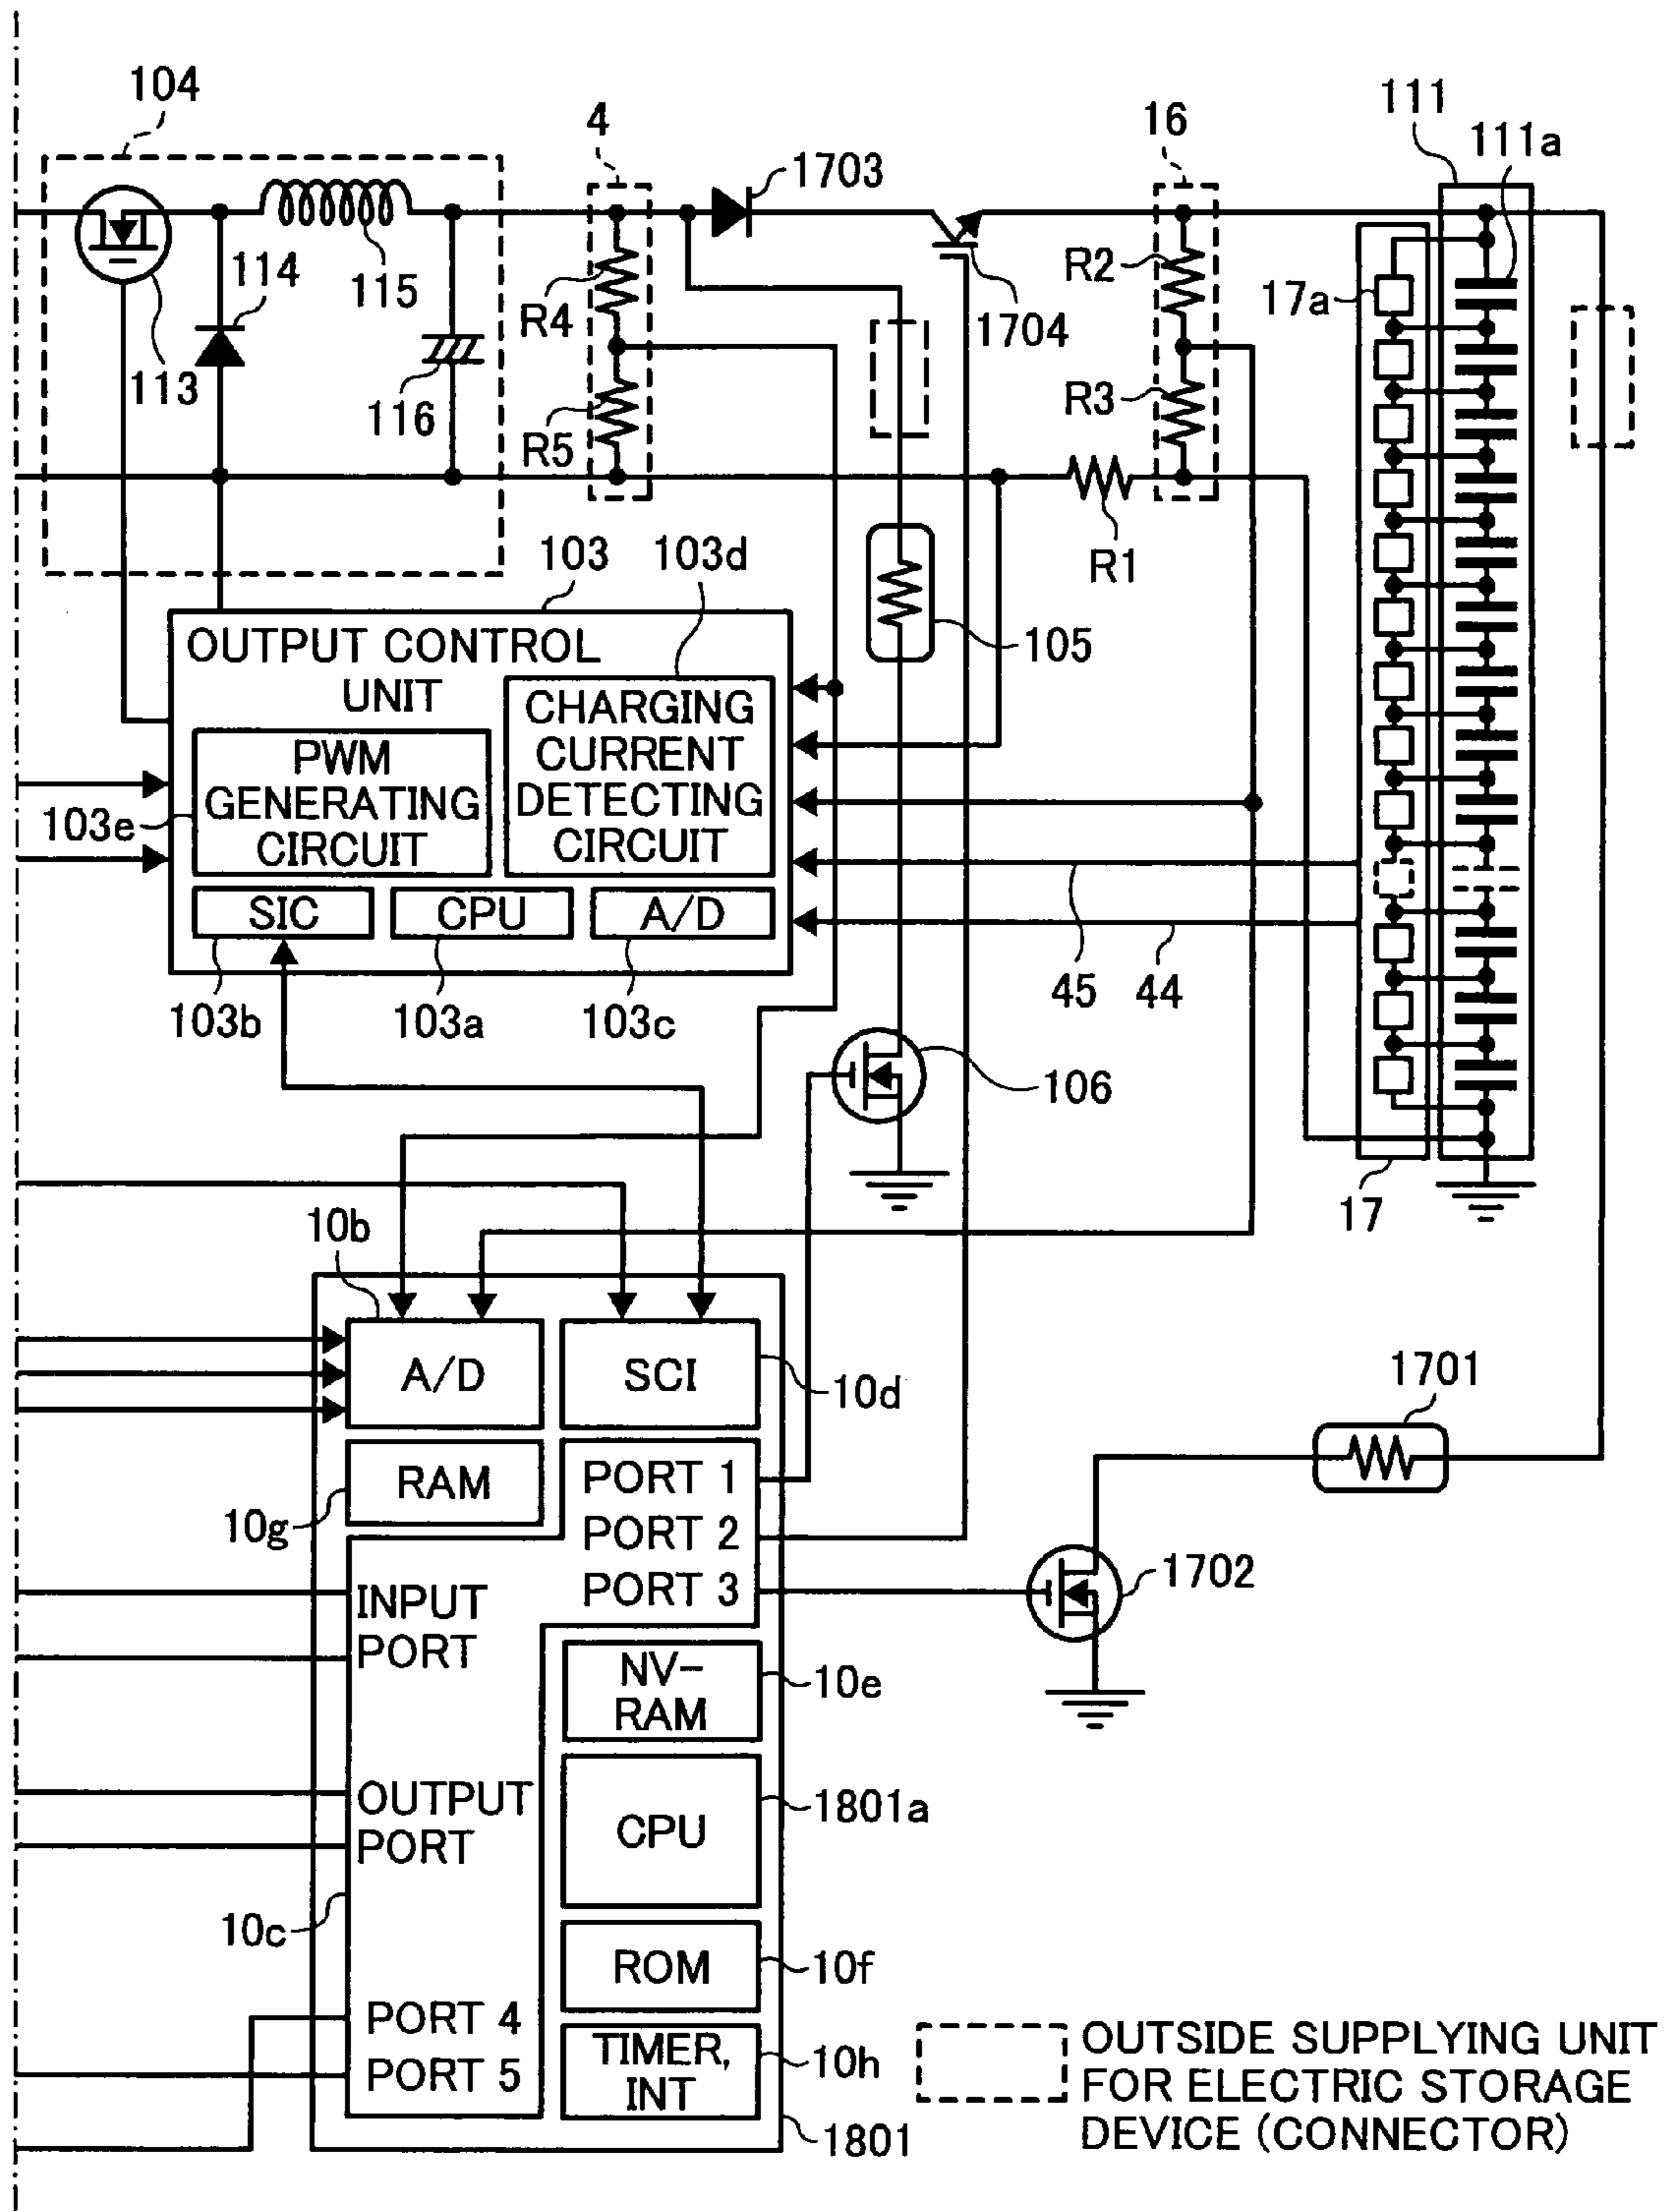 104
4
1703
16
111
111a
114
115
R4
R2
17a
1704
113
116
R5
R3
R1
103
103d
OUTPUT CONTROL
UNIT
105
CHARGING
CURRENT
DETECTING
CIRCUIT
PWM
GENERATING
CIRCUIT
103e
SIC
CPU
A/D
103b
103a
103c
45
44
106
17
10b
A/D
SCI
10d
1701
RAM
10g
PORT 1
PORT 2
PORT 3
1702
INPUT
PORT
NV-
RAM
10e
OUTPUT
PORT
CPU
1801a
10c
ROM
10f
PORT 4
PORT 5
TIMER,
INT
10h
1801
OUTSIDE SUPPLYING UNIT
FOR ELECTRIC STORAGE
DEVICE (CONNECTOR)